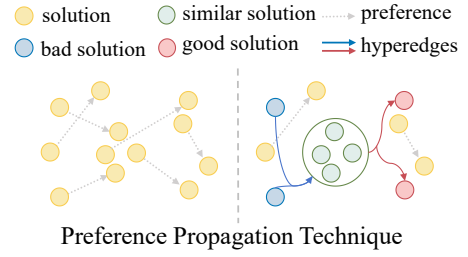 solution similar solution preference
bad solution good solution hyperedges
Preference Propagation Technique